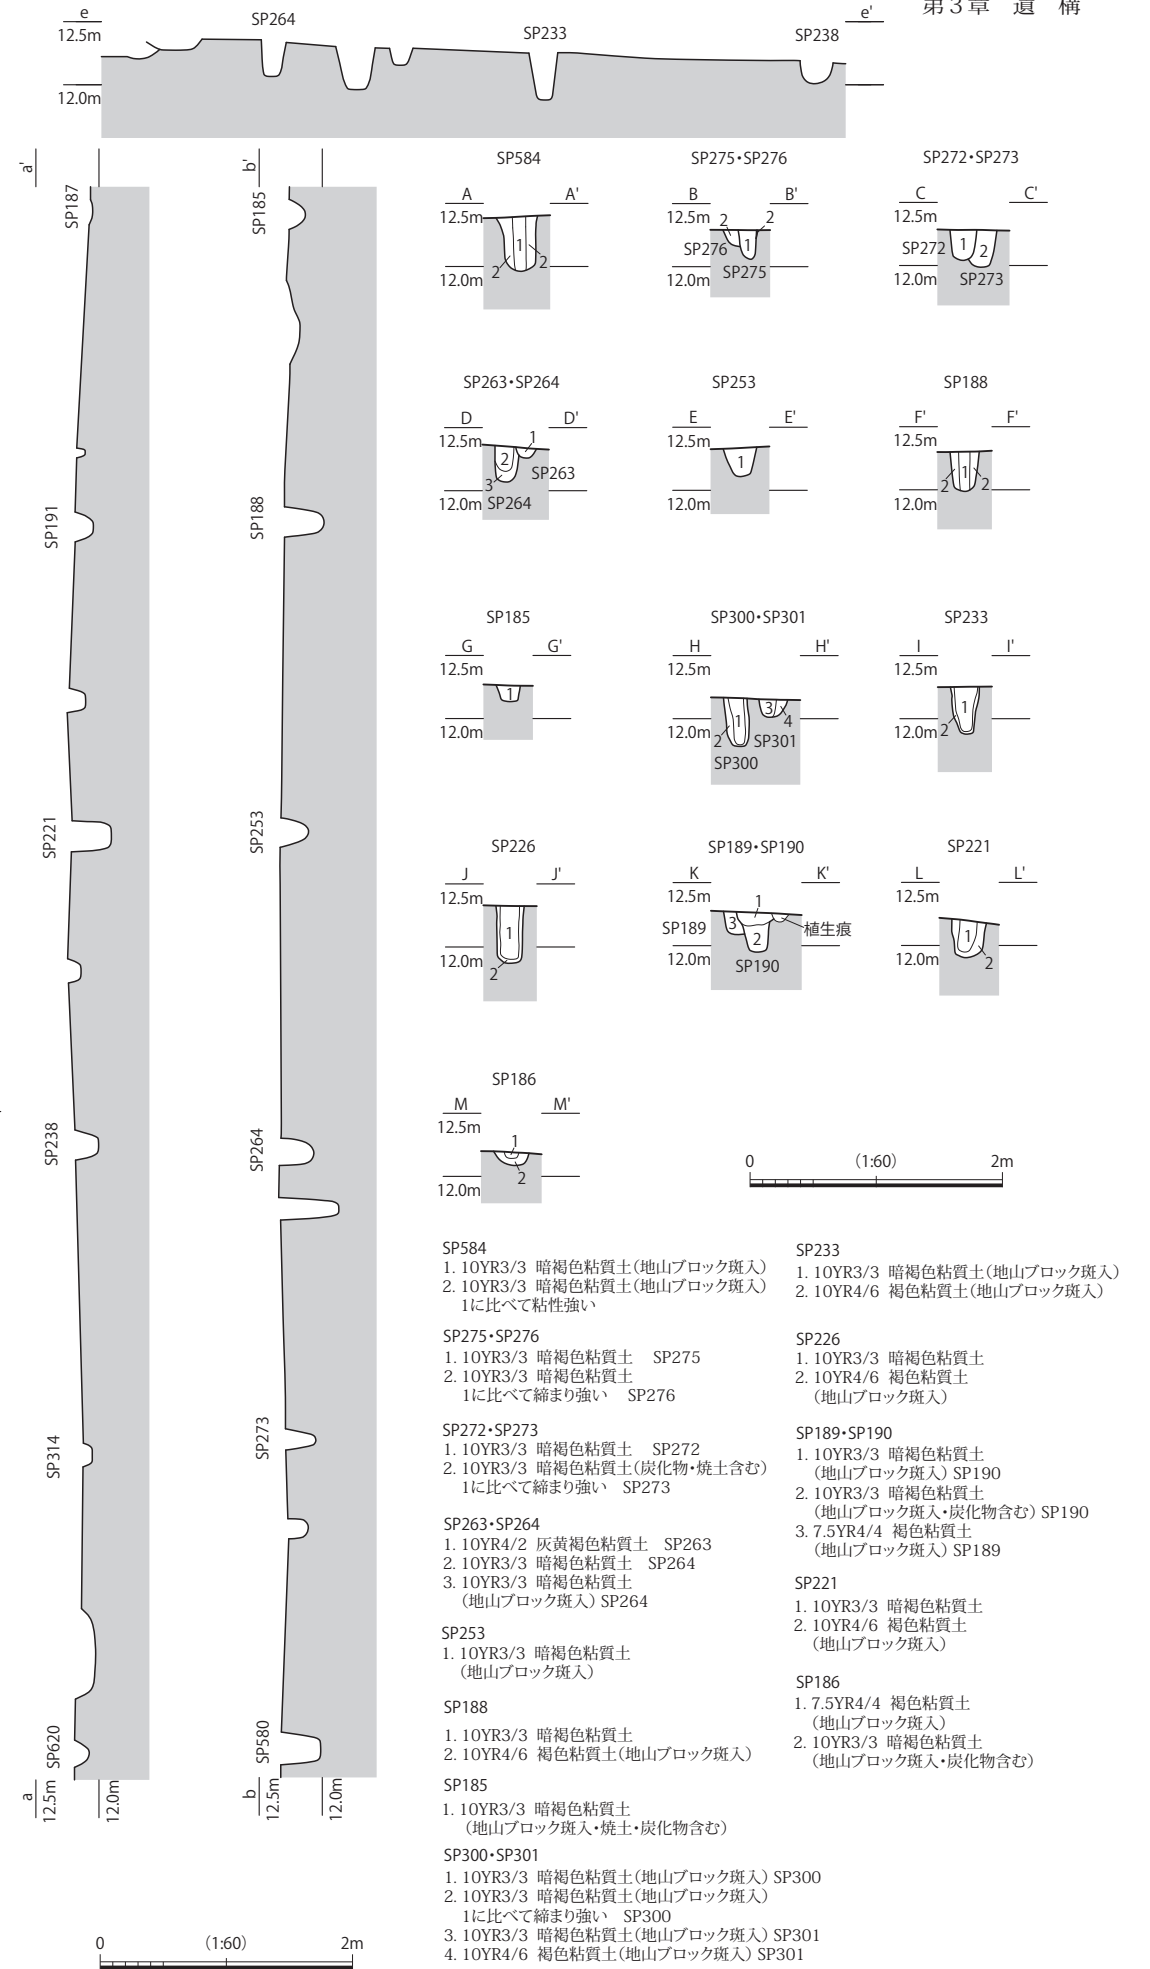 第3章 遺 構
e
e'
12.5m
12.0m
SP264
SP233
SP238
a'
SP187
SP191
SP221
SP238
SP314
SP620
a
12.5m
12.0m
b'
SP185
SP188
SP253
SP264
SP273
SP580
b
12.5m
12.0m
SP584
A
A'
12.5m
12.0m
1
2
2
SP275・SP276
B
B'
12.5m
12.0m
2
2
SP276
1
SP275
SP272・SP273
C
C'
12.5m
SP272
1
2
12.0m
SP273
SP263・SP264
D
D'
12.5m
1
2
SP263
3
12.0m
SP264
SP253
E
E'
12.5m
1
12.0m
SP188
F'
F'
12.5m
1
2
2
12.0m
SP185
G
G'
12.5m
1
12.0m
SP300・SP301
H
H'
12.5m
1
3
2
4
12.0m
SP301
SP300
SP233
I
I'
12.5m
1
2
12.0m
SP226
J
J'
12.5m
1
12.0m
2
SP189・SP190
K
K'
12.5m
1
SP189
3
植生痕
2
12.0m
SP190
SP221
L
L'
12.5m
1
12.0m
2
SP186
M
M'
12.5m
1
2
12.0m
0 (1:60) 2m
SP584
1. 10YR3/3 暗褐色粘質土(地山ブロック斑入)
2. 10YR3/3 暗褐色粘質土(地山ブロック斑入)
1に比べて粘性強い
SP275・SP276
1. 10YR3/3 暗褐色粘質土 SP275
2. 10YR3/3 暗褐色粘質土
1に比べて締まり強い SP276
SP272・SP273
1. 10YR3/3 暗褐色粘質土 SP272
2. 10YR3/3 暗褐色粘質土(炭化物・焼土含む)
1に比べて締まり強い SP273
SP263・SP264
1. 10YR4/2 灰黄褐色粘質土 SP263
2. 10YR3/3 暗褐色粘質土 SP264
3. 10YR3/3 暗褐色粘質土
(地山ブロック斑入) SP264
SP253
1. 10YR3/3 暗褐色粘質土
(地山ブロック斑入)
SP188
1. 10YR3/3 暗褐色粘質土
2. 10YR4/6 褐色粘質土(地山ブロック斑入)
SP185
1. 10YR3/3 暗褐色粘質土
(地山ブロック斑入・焼土・炭化物含む)
SP300・SP301
1. 10YR3/3 暗褐色粘質土(地山ブロック斑入) SP300
2. 10YR3/3 暗褐色粘質土(地山ブロック斑入)
1に比べて締まり強い SP300
3. 10YR3/3 暗褐色粘質土(地山ブロック斑入) SP301
4. 10YR4/6 褐色粘質土(地山ブロック斑入) SP301
SP233
1. 10YR3/3 暗褐色粘質土(地山ブロック斑入)
2. 10YR4/6 褐色粘質土(地山ブロック斑入)
SP226
1. 10YR3/3 暗褐色粘質土
2. 10YR4/6 褐色粘質土
(地山ブロック斑入)
SP189・SP190
1. 10YR3/3 暗褐色粘質土
(地山ブロック斑入) SP190
2. 10YR3/3 暗褐色粘質土
(地山ブロック斑入・炭化物含む) SP190
3. 7.5YR4/4 褐色粘質土
(地山ブロック斑入) SP189
SP221
1. 10YR3/3 暗褐色粘質土
2. 10YR4/6 褐色粘質土
(地山ブロック斑入)
SP186
1. 7.5YR4/4 褐色粘質土
(地山ブロック斑入)
2. 10YR3/3 暗褐色粘質土
(地山ブロック斑入・炭化物含む)
0 (1:60) 2m